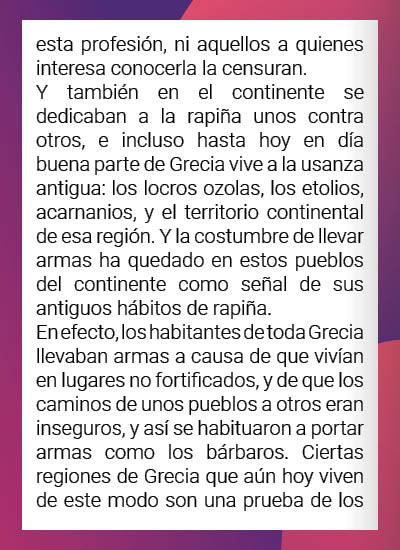 esta profesión, ni aquellos a quienes
interesa conocerla la censuran.
Y también en el continente se
dedicaban a la rapiña unos contra
otros, e incluso hasta hoy en día
buena parte de Grecia vive a la usanza
antigua: los locros ozolas, los etolios,
acarnanios, y el territorio continental
de esa región. Y la costumbre de llevar
armas ha quedado en estos pueblos
del continente como señal de sus
antiguos hábitos de rapiña.
En efecto, los habitantes de toda Grecia
llevaban armas a causa de que vivían
en lugares no fortificados, y de que los
caminos de unos pueblos a otros eran
inseguros, y así se habituaron a portar
armas como los bárbaros. Ciertas
regiones de Grecia que aún hoy viven
de este modo son una prueba de los